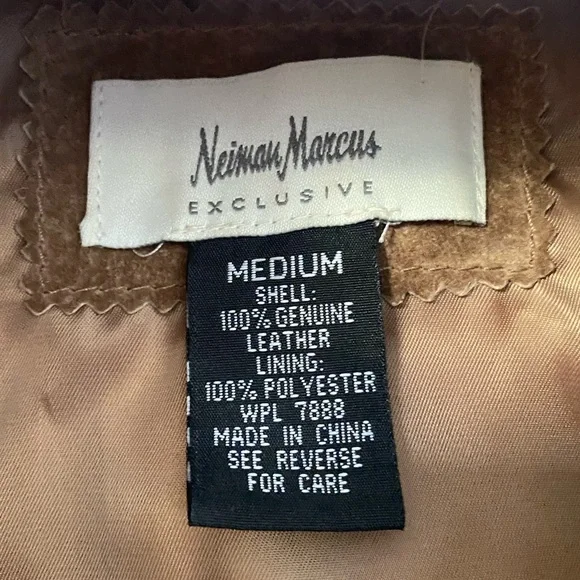 Neiman Marcus
EXCLUSIVE
MEDIUM
SHELL:
100% GENUINE
LEATHER
LINING:
100% POLYESTER
WPL 7888
MADE IN CHINA
SEE REVERSE
FOR CARE